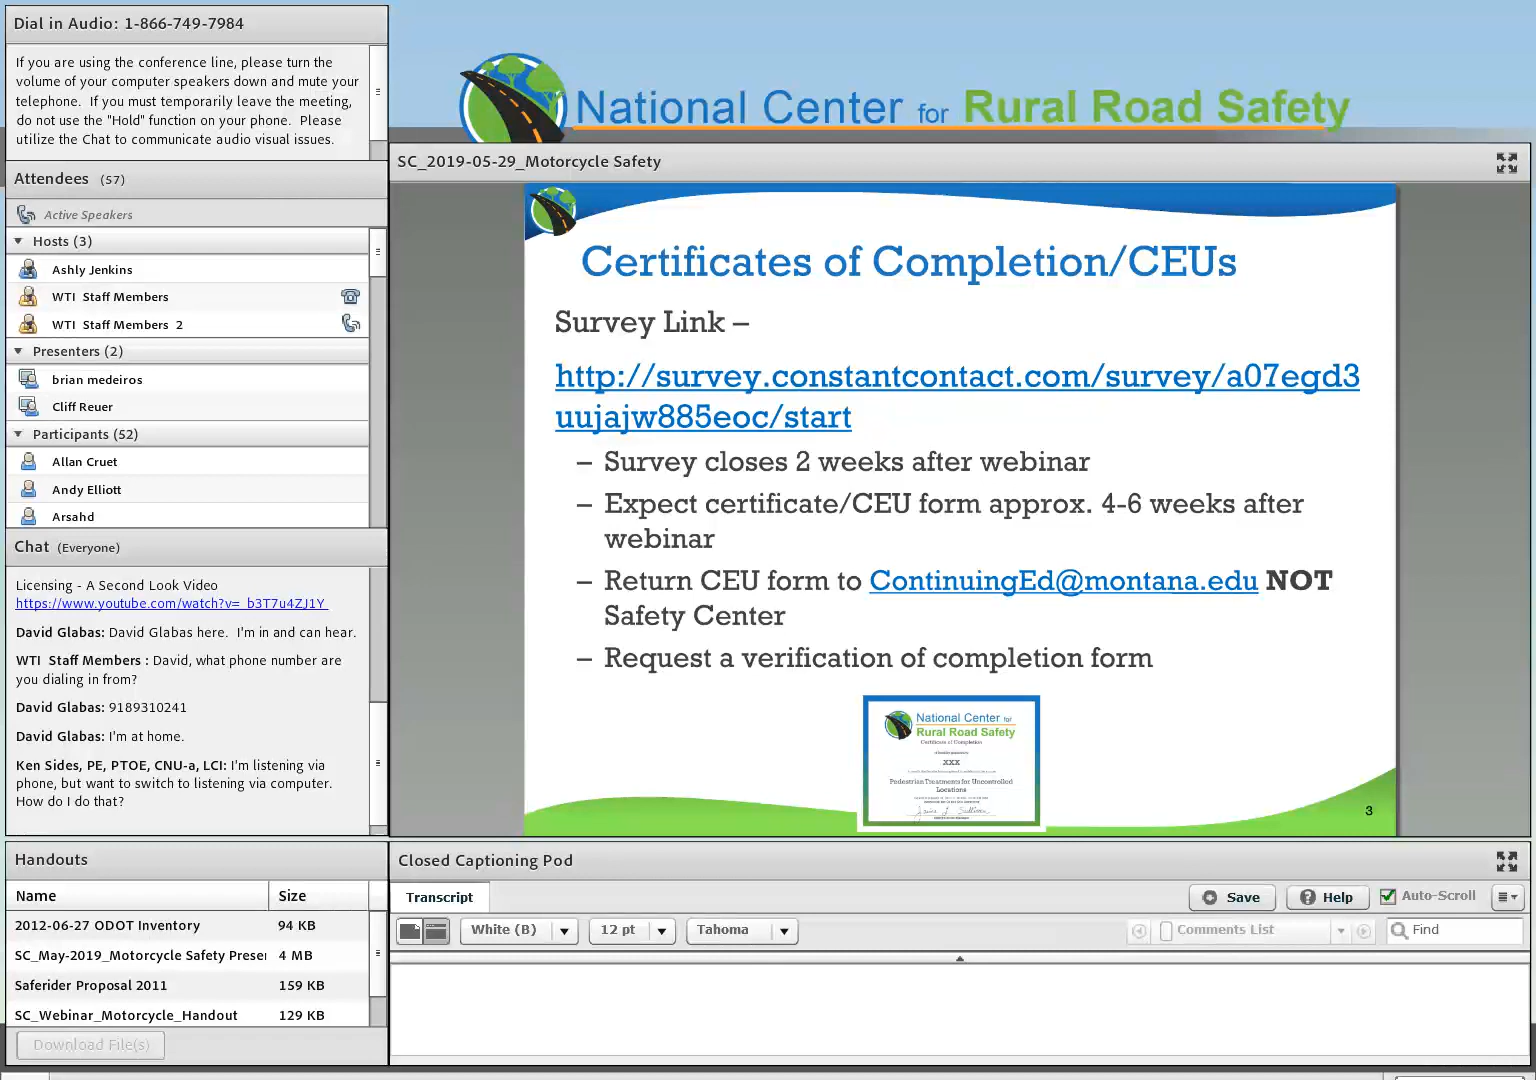 Dial in Audio: 1-866-749-7984
If you are using the conference line, please turn the
volume of your computer speakers down and mute your
telephone. If you must temporarily leave the meeting,
do not use the "Hold" function on your phone. Please
utilize the Chat to communicate audio visual issues.
Attendees (57)
Active Speakers
Hosts (3)
Ashly Jenkins
WTI Staff Members
WTI Staff Members 2
Presenters (2)
brian medeiros
Cliff Reuer
Participants (52)
Allan Cruet
Andy Elliott
Arsahd
Chat (Everyone)
Licensing - A Second Look Video
https://www.youtube.com/watch?v=_b3T7u4ZJ1Y
David Glabas: David Glabas here. I'm in and can hear.
WTI Staff Members : David, what phone number are
you dialing in from?
David Glabas: 9189310241
David Glabas: I'm at home.
Ken Sides, PE, PTOE, CNU-a, LCI: I'm listening via
phone, but want to switch to listening via computer.
How do I do that?
Handouts
Name Size
2012-06-27 ODOT Inventory 94 KB
SC_May-2019_Motorcycle Safety Preser 4 MB
Saferider Proposal 2011 159 KB
SC_Webinar_Motorcycle_Handout 129 KB
Download File(s)
National Center for Rural Road Safety
SC_2019-05-29_Motorcycle Safety
Certificates of Completion/CEUs
Survey Link –
http://survey.constantcontact.com/survey/a07egd3
uujajw885eoc/start
– Survey closes 2 weeks after webinar
– Expect certificate/CEU form approx. 4-6 weeks after
webinar
– Return CEU form to ContinuingEd@montana.edu NOT
Safety Center
– Request a verification of completion form
National Center for
Rural Road Safety
Certificate of Completion
XXX
Pedestrian Treatments for Uncontrolled
Locations
3
Closed Captioning Pod
Transcript
Save
Help
Auto-Scroll
White (B)
12 pt
Tahoma
Comments List
Find